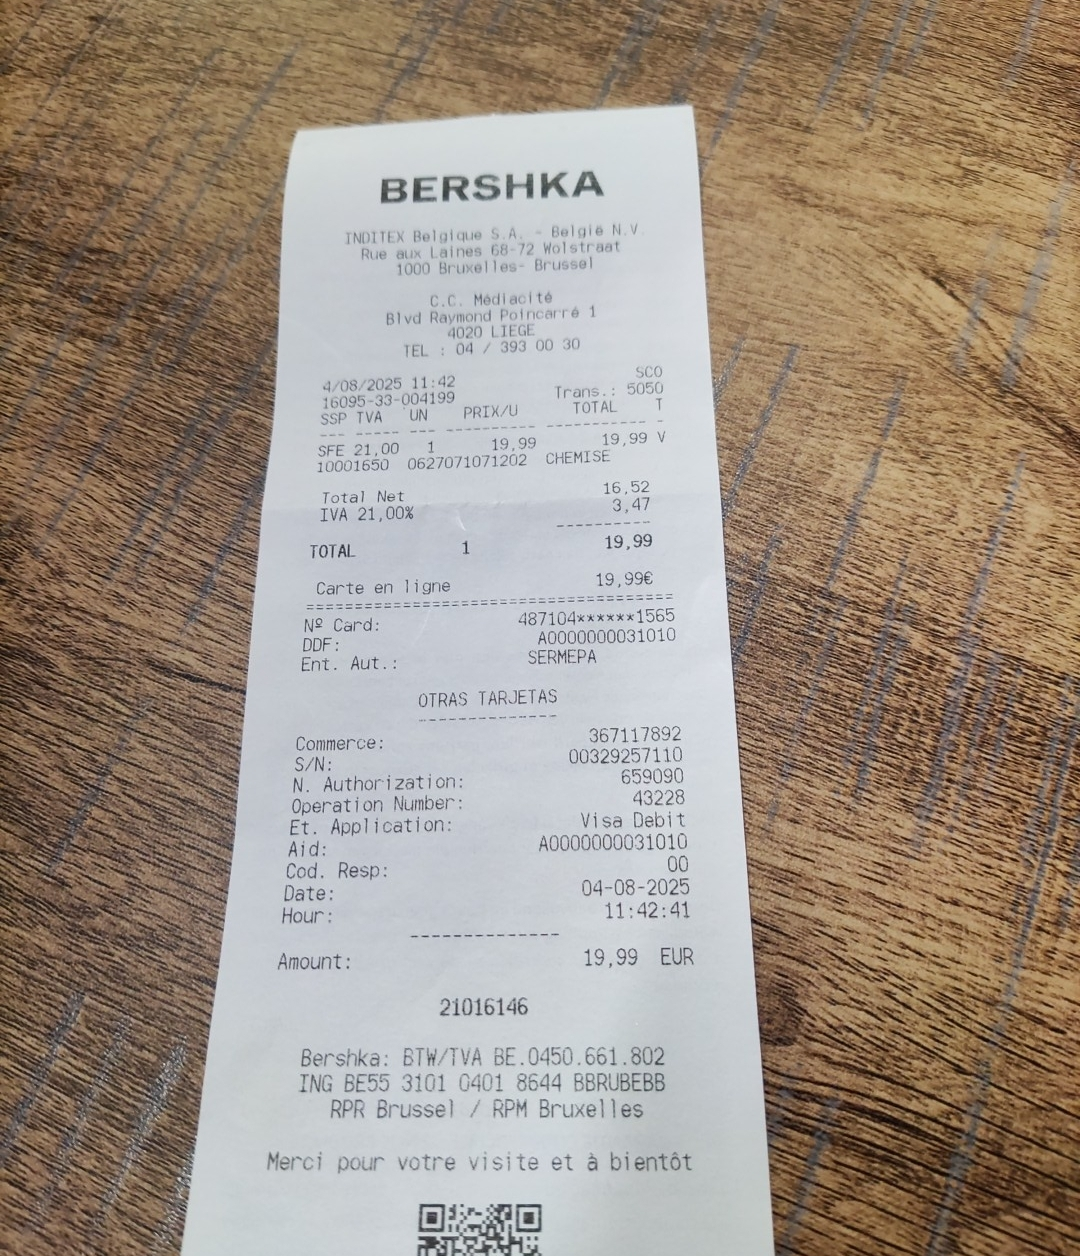 BERSHKA
INDITEX Belgique S.A. - België N.V.
Rue aux Laines 68-72 Wolstraat
1000 Bruxelles- Brussel
C.C. Médiacité
Blvd Raymond Poincarré 1
4020 LIEGE
TEL : 04 / 393 00 30
SCO
4/08/2025 11:42
16095-33-004199 Trans.: 5050
SSP TVA UN PRIX/U TOTAL T
--- ----- --- --------- ---------- -
SFE 21,00 1 19,99 19,99 V
10001650 0627071071202 CHEMISE
Total Net 16,52
IVA 21,00% 3,47
----------
TOTAL 1 19,99
Carte en ligne 19,99€
======================================
Nº Card: 487104******1565
DDF: A0000000031010
Ent. Aut.: SERMEPA
OTRAS TARJETAS
--------------
Commerce: 367117892
S/N: 00329257110
N. Authorization: 659090
Operation Number: 43228
Et. Application: Visa Debit
Aid: A0000000031010
Cod. Resp: 00
Date: 04-08-2025
Hour: 11:42:41
--------------
Amount: 19,99 EUR
21016146
Bershka: BTW/TVA BE.0450.661.802
ING BE55 3101 0401 8644 BBRUBEBB
RPR Brussel / RPM Bruxelles
Merci pour votre visite et à bientôt